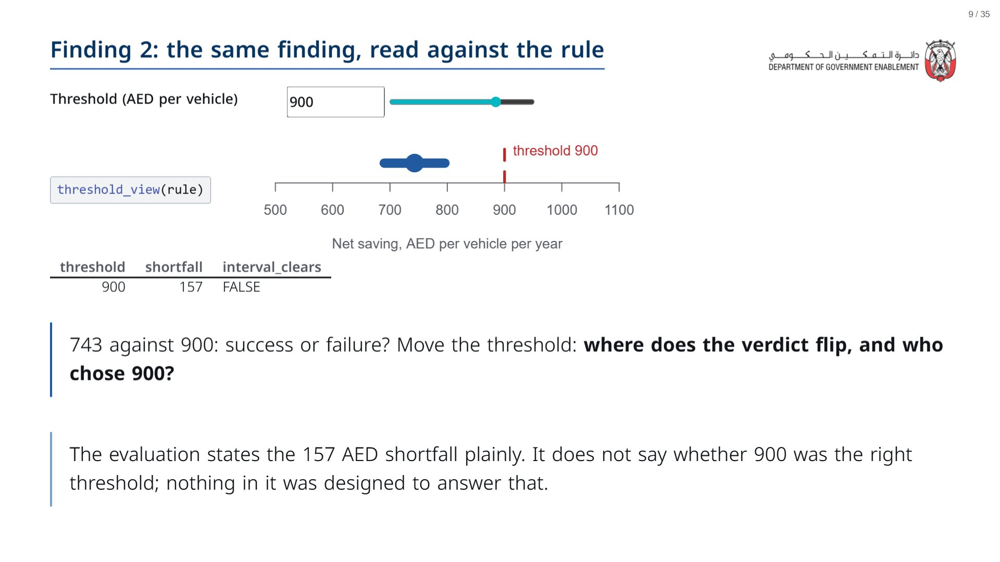 9 / 35
Finding 2: the same finding, read against the rule
دائرة التمكين الحكومي
DEPARTMENT OF GOVERNMENT ENABLEMENT
Threshold (AED per vehicle)
900
threshold 900
threshold_view(rule)
500 600 700 800 900 1000 1100
Net saving, AED per vehicle per year
threshold shortfall interval_clears
900 157 FALSE
743 against 900: success or failure? Move the threshold: where does the verdict flip, and who
chose 900?
The evaluation states the 157 AED shortfall plainly. It does not say whether 900 was the right
threshold; nothing in it was designed to answer that.